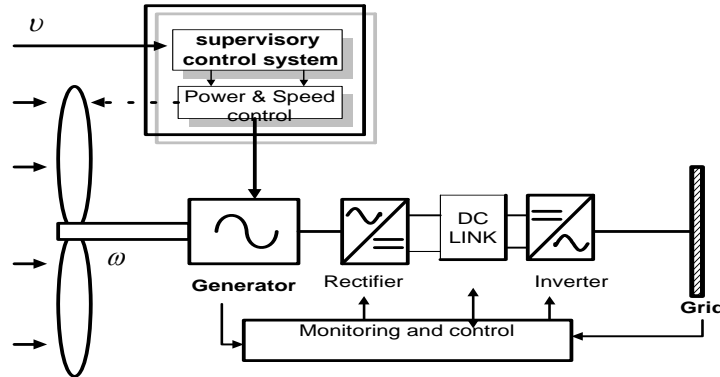 υ
supervisory
control system
Power & Speed
control
ω
DC
LINK
Generator
Rectifier
Inverter
Grid
Monitoring and control